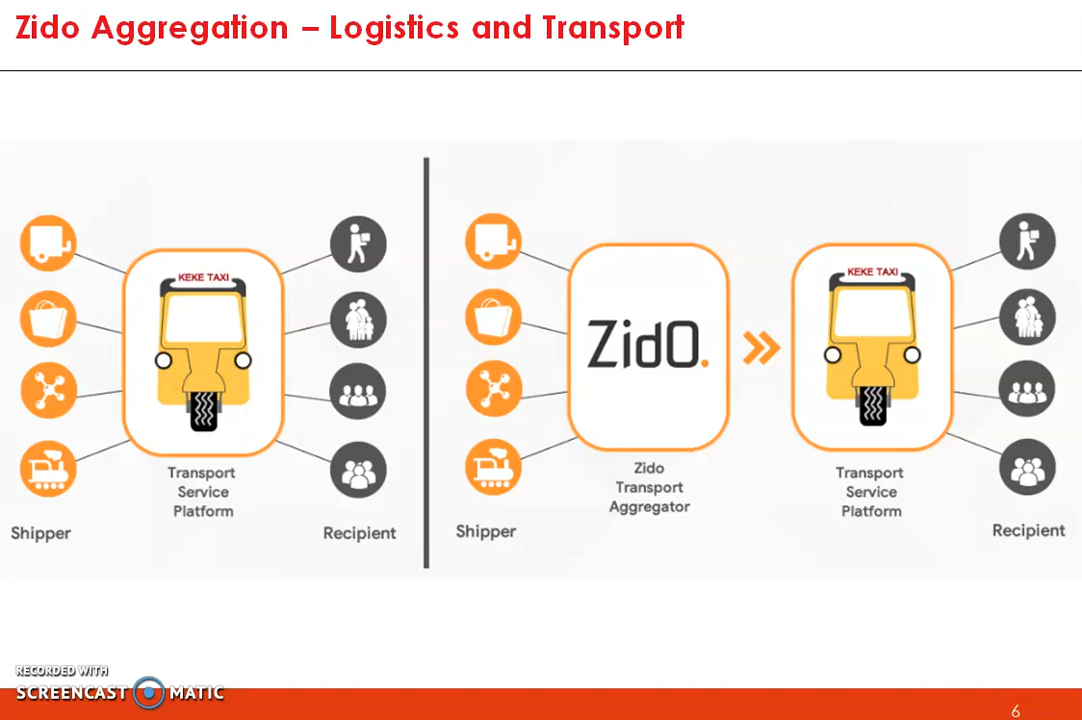 Zido Aggregation – Logistics and Transport
KEKE TAXI
Transport
Service
Platform
Shipper
Recipient
ZidO.
KEKE TAXI
Zido
Transport
Aggregator
Transport
Service
Platform
Shipper
Recipient
RECORDED WITH
SCREENCAST MATIC
6